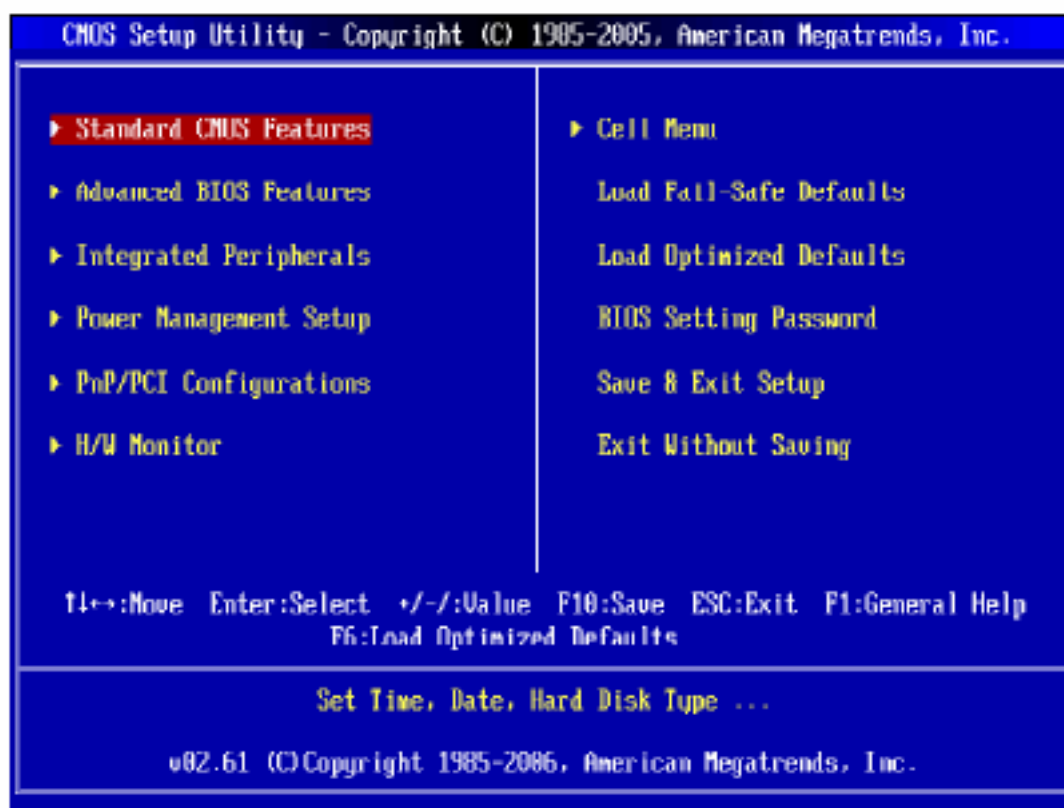 CMOS Setup Utility - Copyright (C) 1985-2005, American Megatrends, Inc.
Standard CMOS Features
Advanced BIOS Features
Integrated Peripherals
Power Management Setup
PnP/PCI Configurations
H/W Monitor
Cell Menu
Load Fail-Safe Defaults
Load Optimized Defaults
BIOS Setting Password
Save & Exit Setup
Exit Without Saving
↑↓←→:Move Enter:Select +/-/:Value F10:Save ESC:Exit F1:General Help
F6:Load Optimized Defaults
Set Time, Date, Hard Disk Type ...
v02.61 (C)Copyright 1985-2006, American Megatrends, Inc.